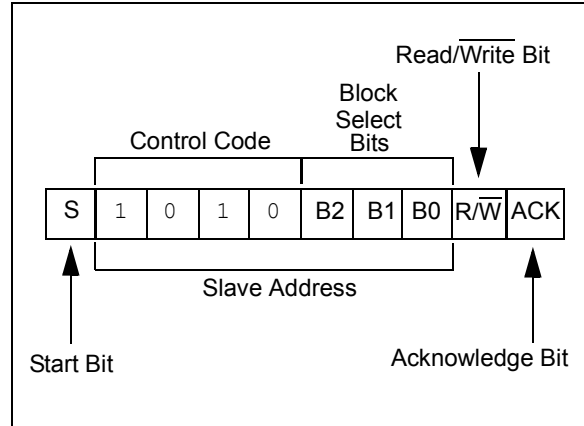 Read/Write Bit
Block
Select
Bits
Control Code
S 1 0 1 0 B2 B1 B0 R/W ACK
Slave Address
Start Bit
Acknowledge Bit